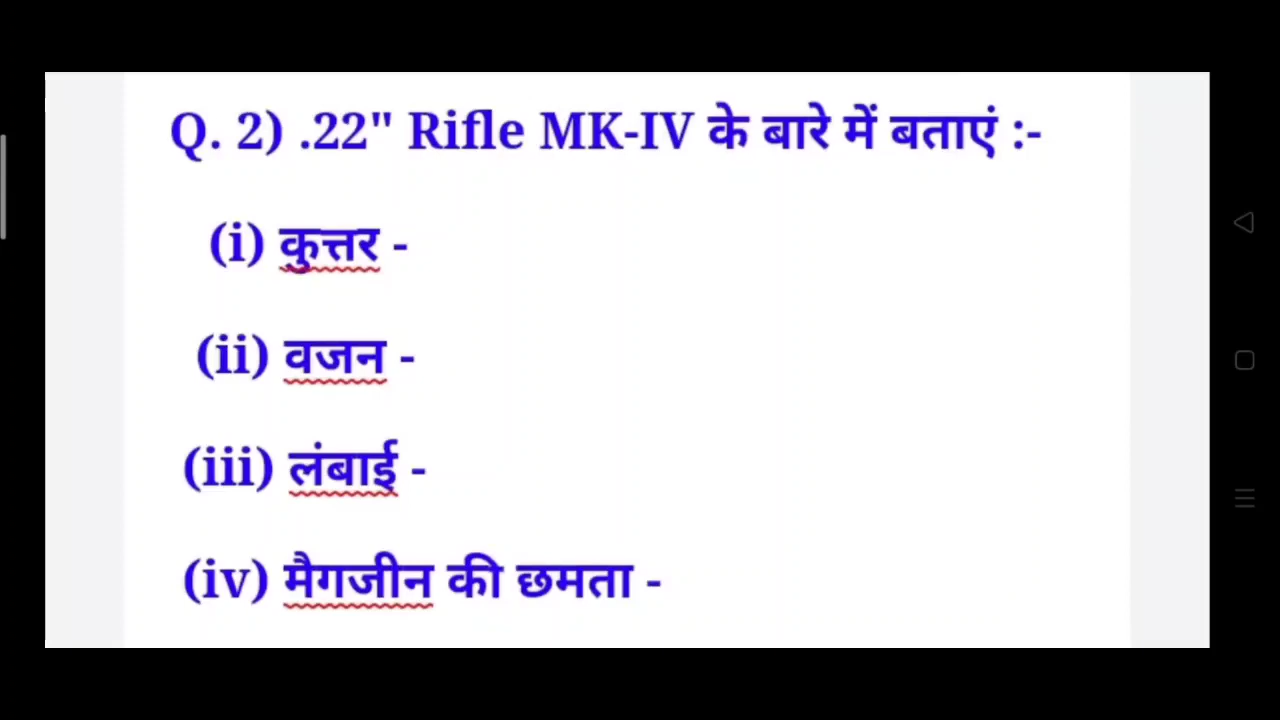 Q. 2) .22" Rifle MK-IV के बारे में बताएं :-
(i) कुत्तर -
(ii) वजन -
(iii) लंबाई -
(iv) मैगजीन की छमता -